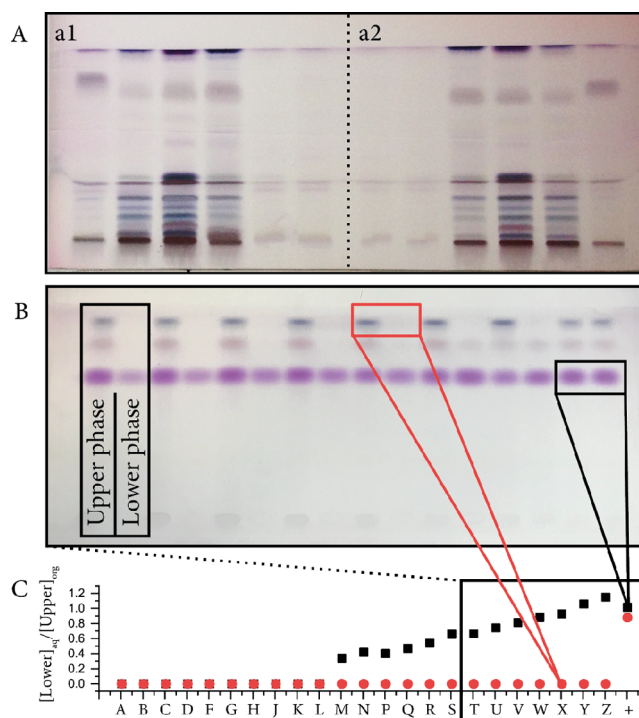 A
a1
a2
B
Upper phase
Lower phase
C
[Lower]aq/[Upper]org
1.2
1.0
0.8
0.6
0.4
0.2
0.0
A B C D F G H J K L M N P Q R S T U V W X Y Z +